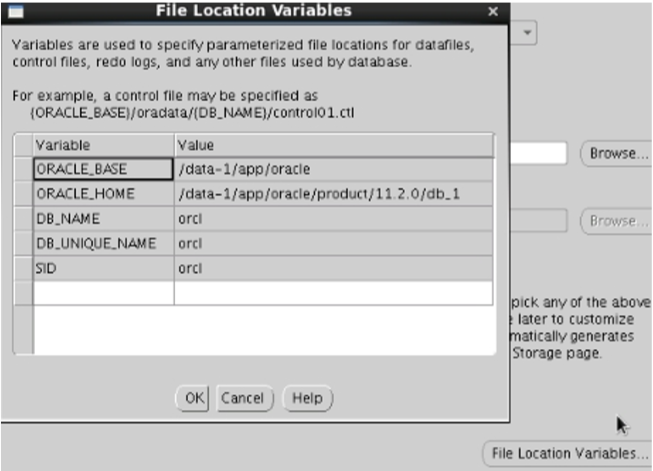 File Location Variables
Variables are used to specify parameterized file locations for datafiles,
control files, redo logs, and any other files used by database.
For example, a control file may be specified as
{ORACLE_BASE}/oradata/{DB_NAME}/control01.ctl
Variable Value
ORACLE_BASE /data-1/app/oracle
ORACLE_HOME /data-1/app/oracle/product/11.2.0/db_1
DB_NAME orcl
DB_UNIQUE_NAME orcl
SID orcl
OK Cancel Help
Browse...
Browse...
pick any of the above
later to customize
matically generates
Storage page.
File Location Variables...